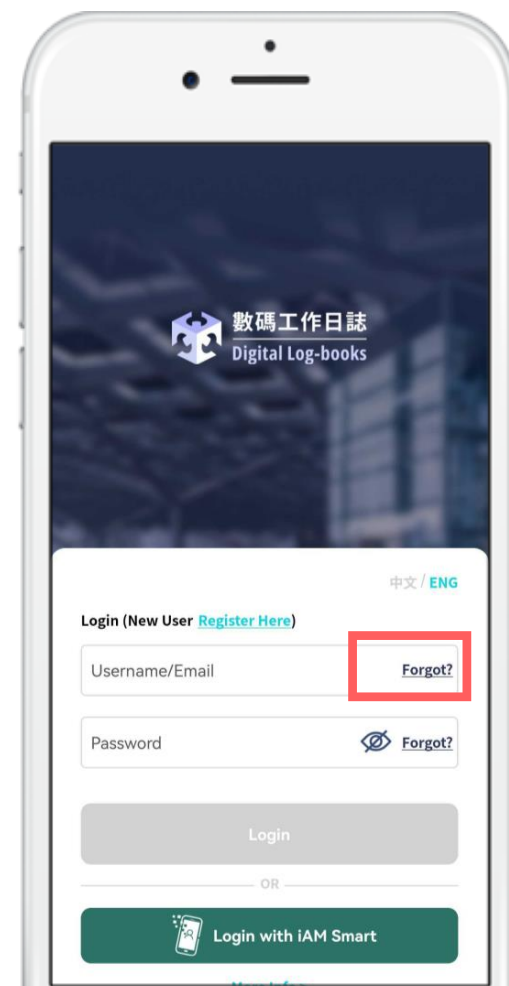 數碼工作日誌
Digital Log-books
中文 / ENG
Login (New User Register Here)
Username/Email Forgot?
Password Forgot?
Login
OR
Login with iAM Smart